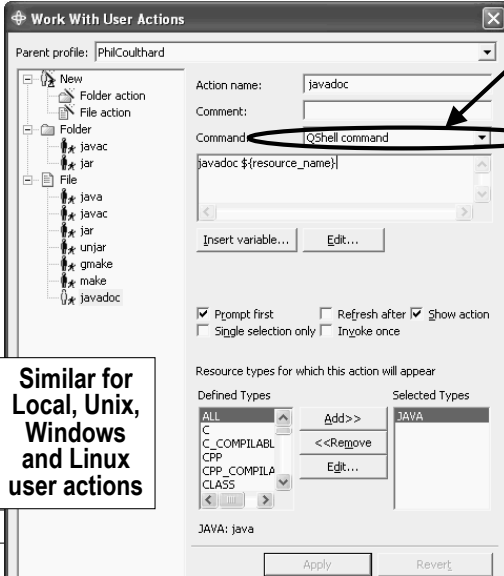 Work With User Actions
Parent profile: PhilCoulthard
New
Folder action
File action
Folder
javac
jar
File
java
javac
jar
unjar
gmake
make
javadoc
Action name: javadoc
Comment:
Command: QShell command
javadoc ${resource_name}
Insert variable... Edit...
Prompt first Refresh after Show action
Single selection only Invoke once
Resource types for which this action will appear
Defined Types Selected Types
ALL
C
C_COMPILABL
CPP
CPP_COMPILA
CLASS
Add>>
<<Remove
Edit...
JAVA
JAVA: java
Apply Revert
Similar for
Local, Unix,
Windows
and Linux
user actions